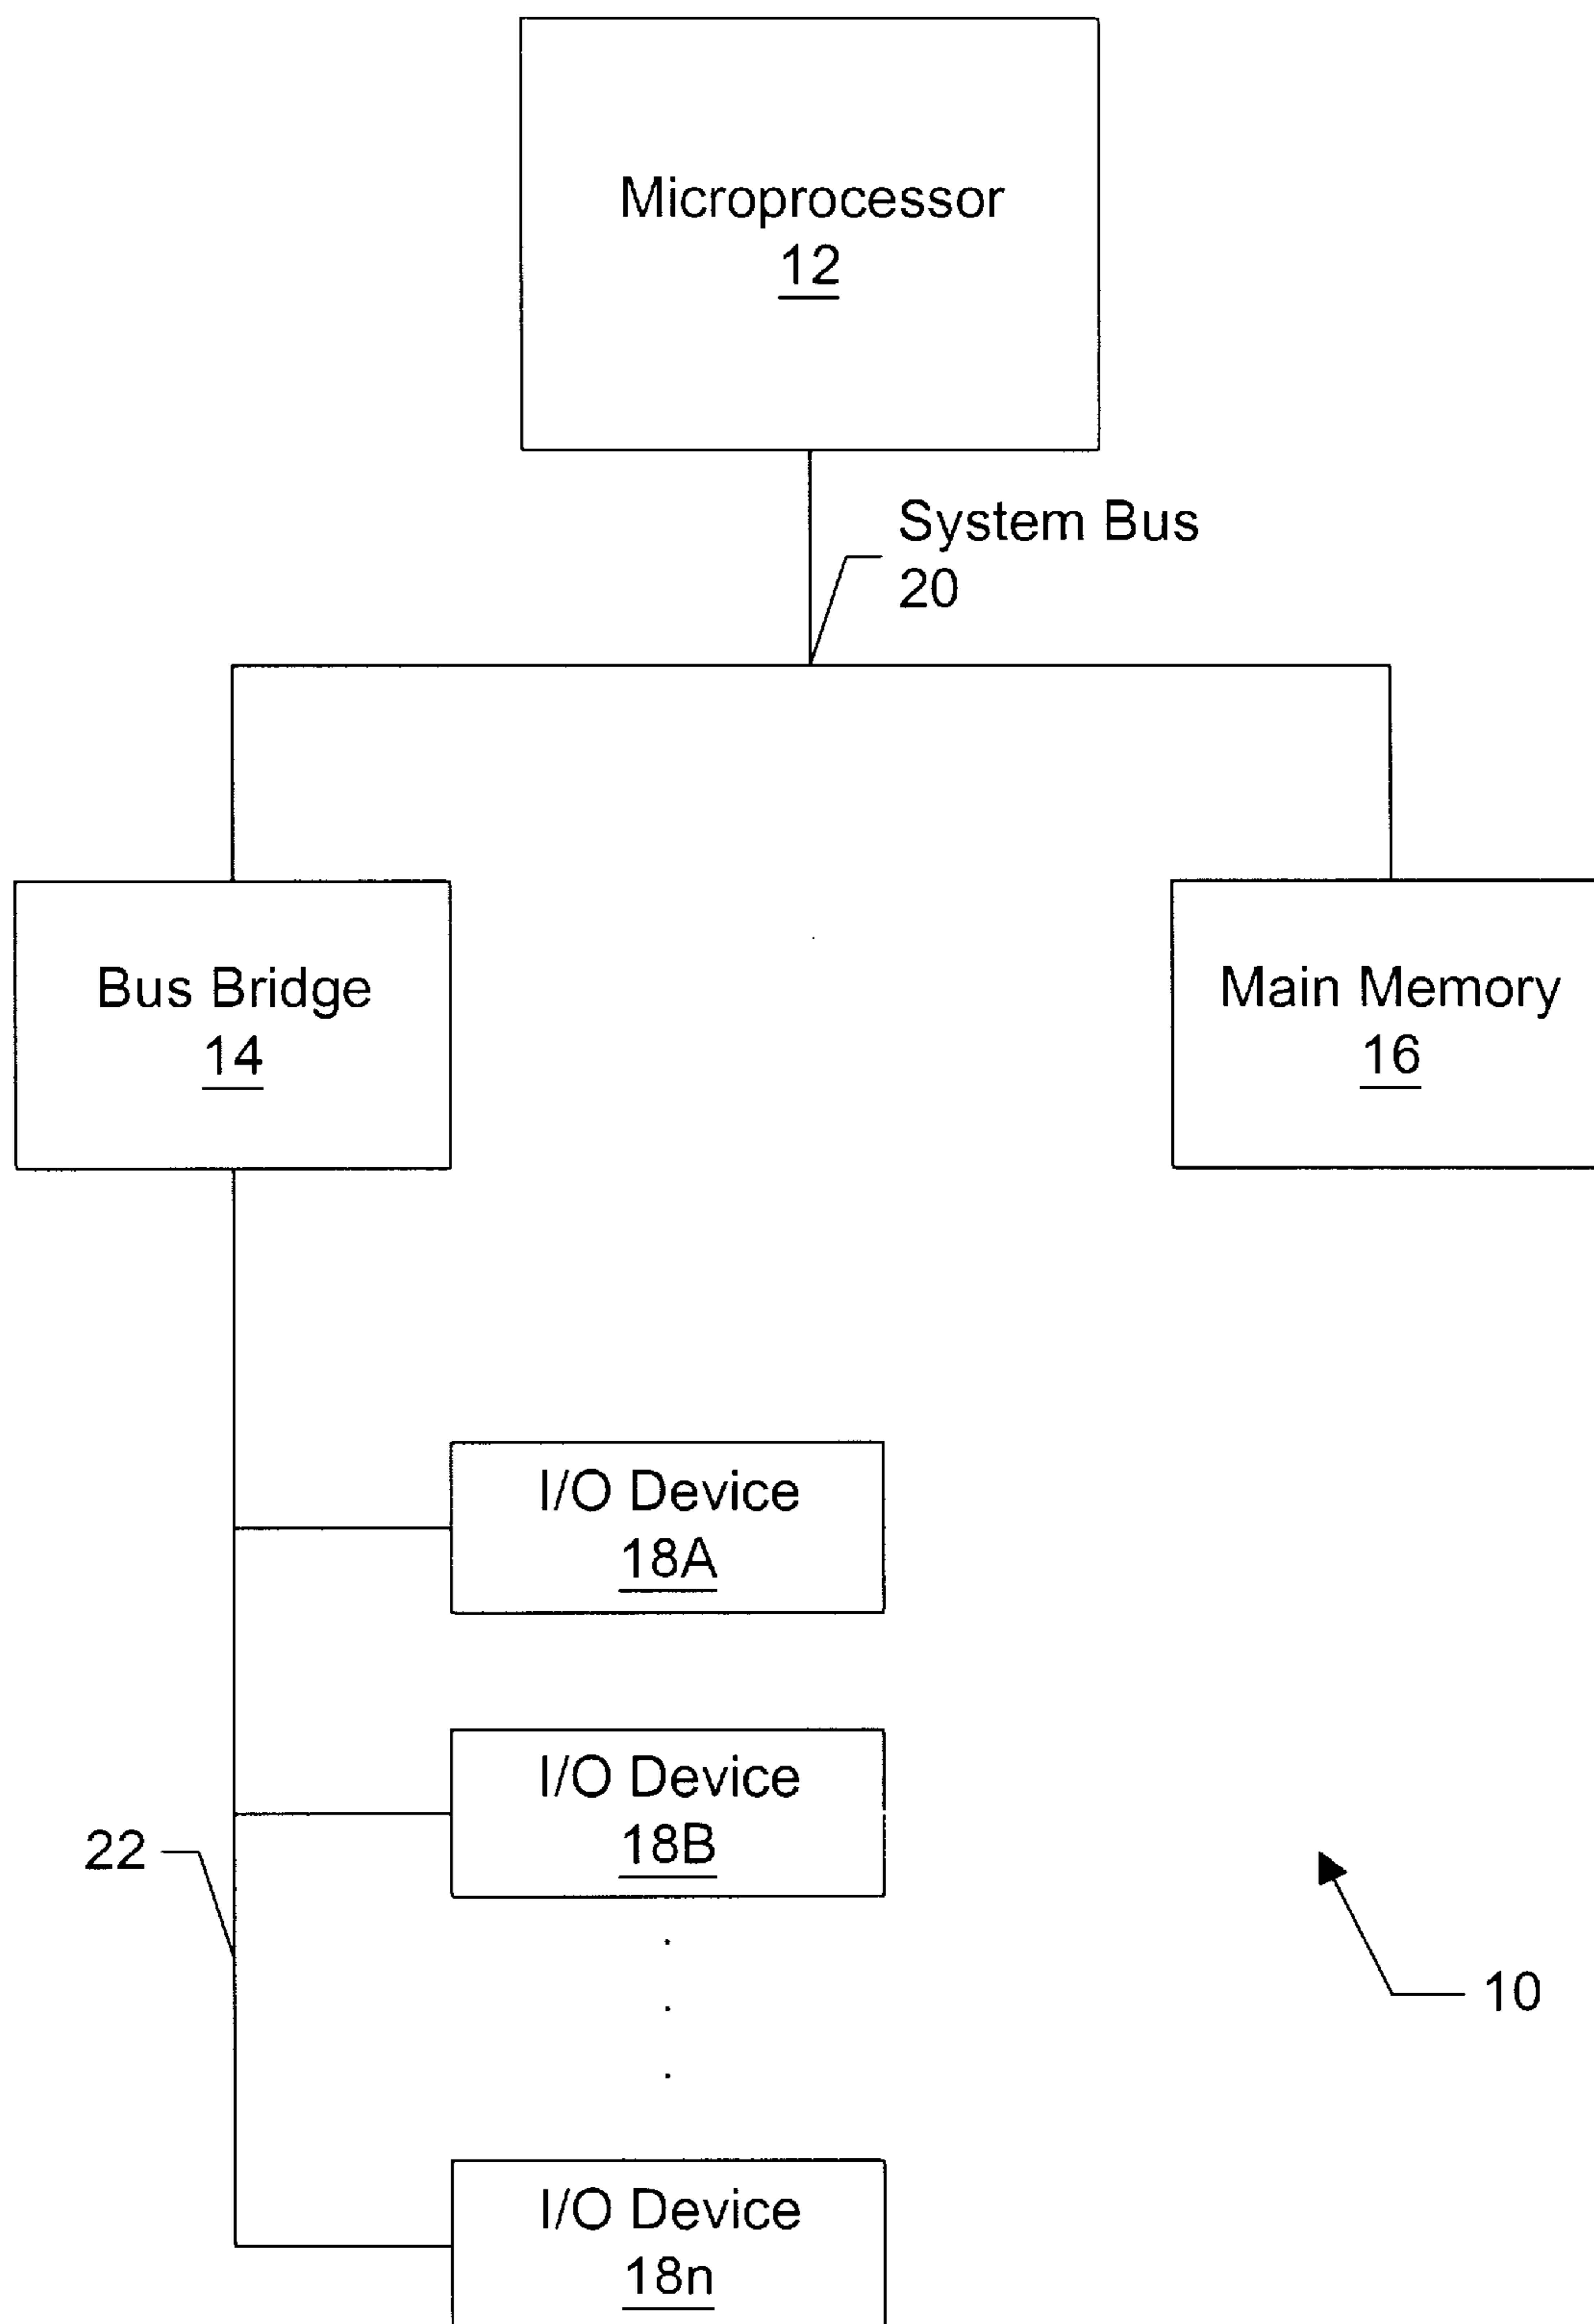 Microprocessor
12
System Bus
20
Bus Bridge
14
Main Memory
16
I/O Device
18A
I/O Device
18B
22
10
I/O Device
18n